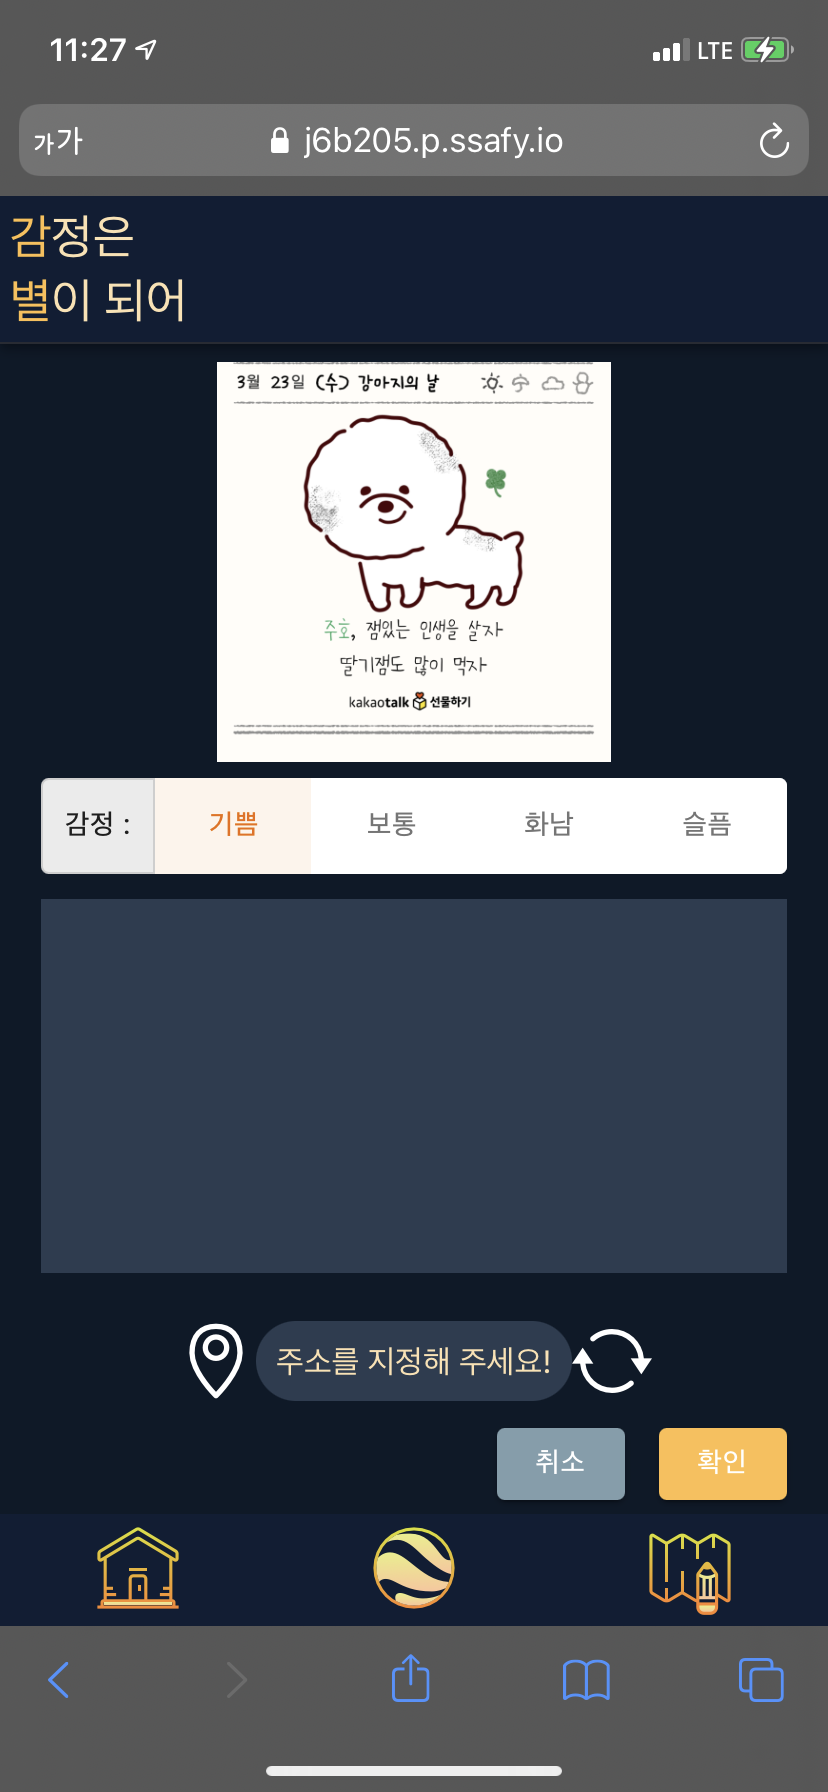 11:27
LTE
가가
j6b205.p.ssafy.io
감정은
별이 되어
3월 23일 (수) 강아지의 날
주호, 잼있는 인생을 살자
딸기잼도 많이 먹자
kakaotalk 선물하기
감정 :
기쁨
보통
화남
슬픔
주소를 지정해 주세요!
취소
확인